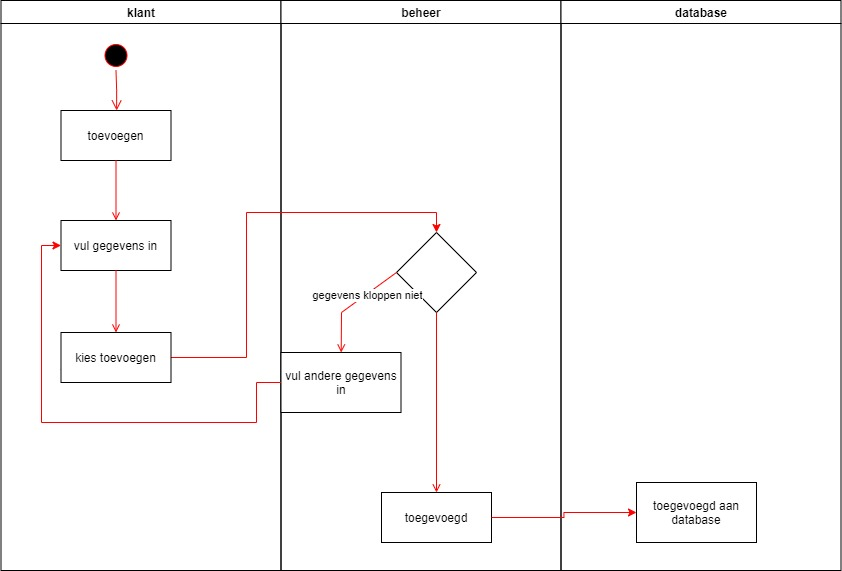 klant
beheer
database
toevoegen
vul gegevens in
kies toevoegen
gegevens kloppen niet
vul andere gegevens
in
toegevoegd
toegevoegd aan
database